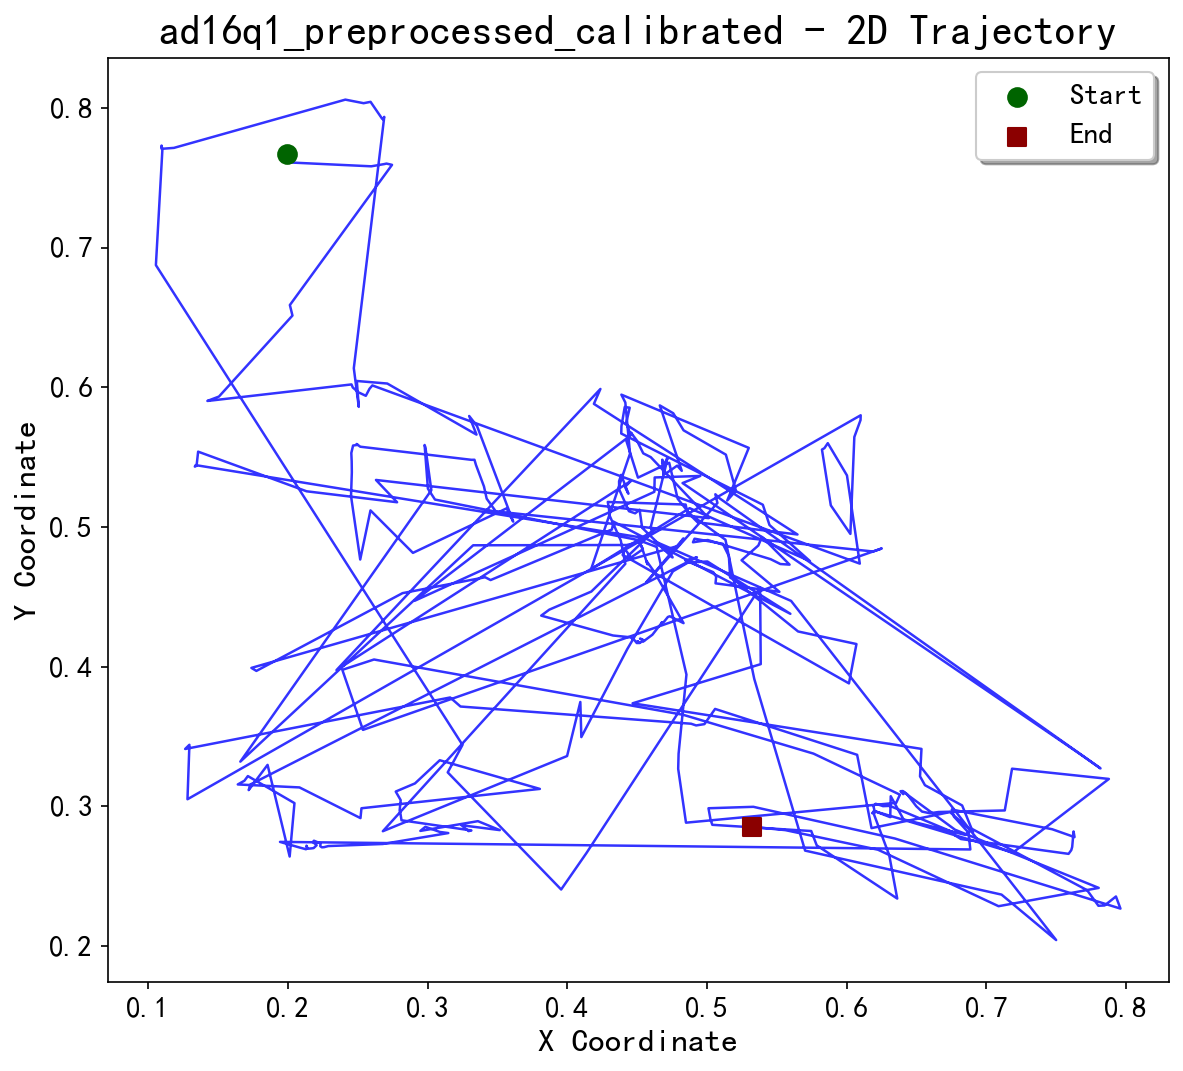 ad16q1_preprocessed_calibrated - 2D Trajectory
Start
End
Y Coordinate
0.8
0.7
0.6
0.5
0.4
0.3
0.2
0.1 0.2 0.3 0.4 0.5 0.6 0.7 0.8
X Coordinate